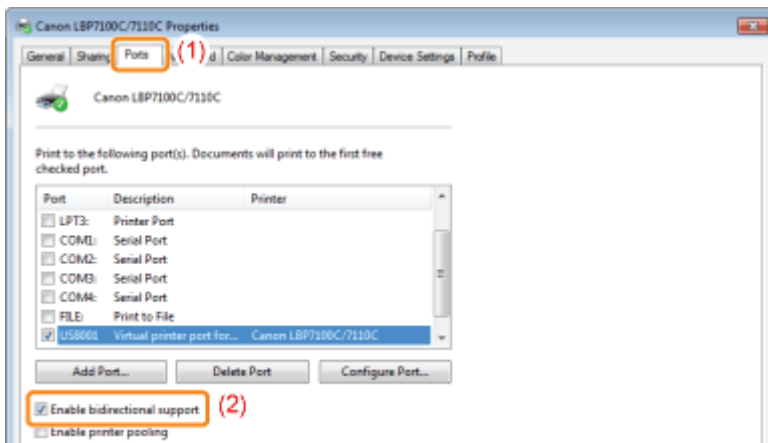 Canon LBP7100C/7110C Properties
General Sharing Ports (1) d Color Management Security Device Settings Profile
Canon LBP7100C/7110C
Print to the following port(s). Documents will print to the first free
checked port.
Port Description Printer
LPT3: Printer Port
COM1: Serial Port
COM2: Serial Port
COM3: Serial Port
COM4: Serial Port
FILE: Print to File
USB001 Virtual printer port for... Canon LBP7100C/7110C
Add Port... Delete Port Configure Port...
Enable bidirectional support (2)
Enable printer pooling